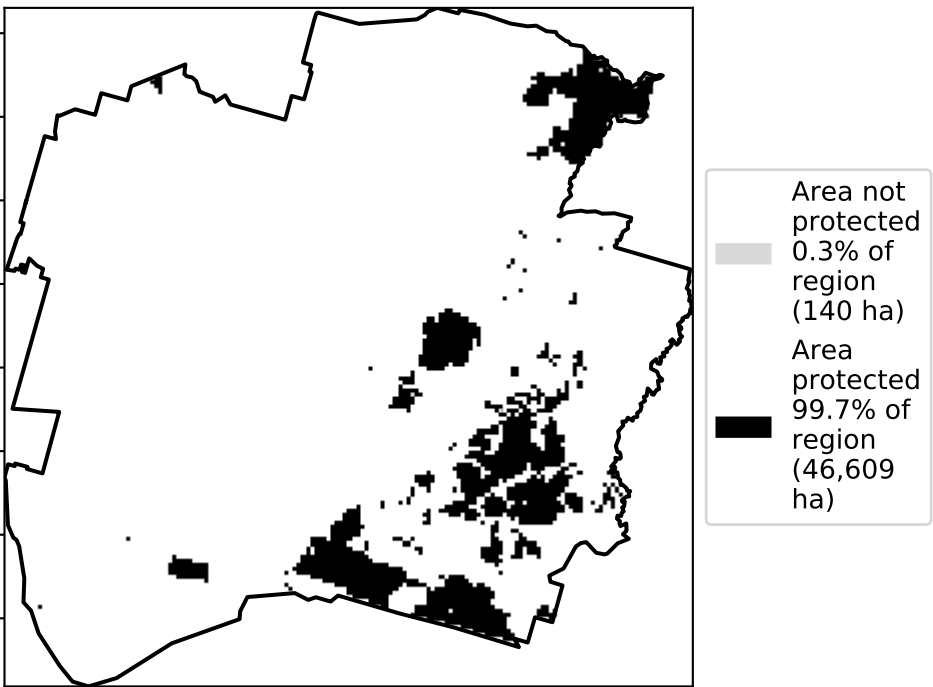 Area not
protected
0.3% of
region
(140 ha)
Area
protected
99.7% of
region
(46,609
ha)